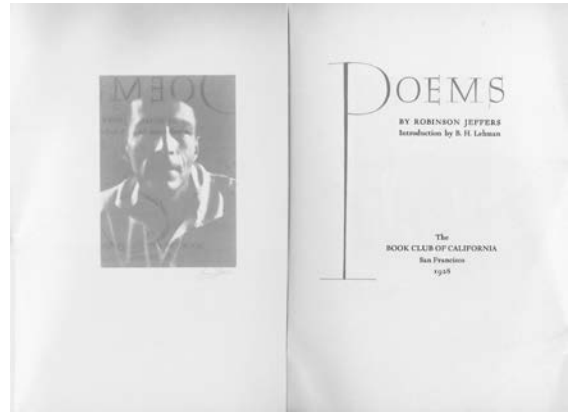 POEMS
BY ROBINSON JEFFERS
Introduction by B. H. Lehman
The
BOOK CLUB OF CALIFORNIA
San Francisco
1928